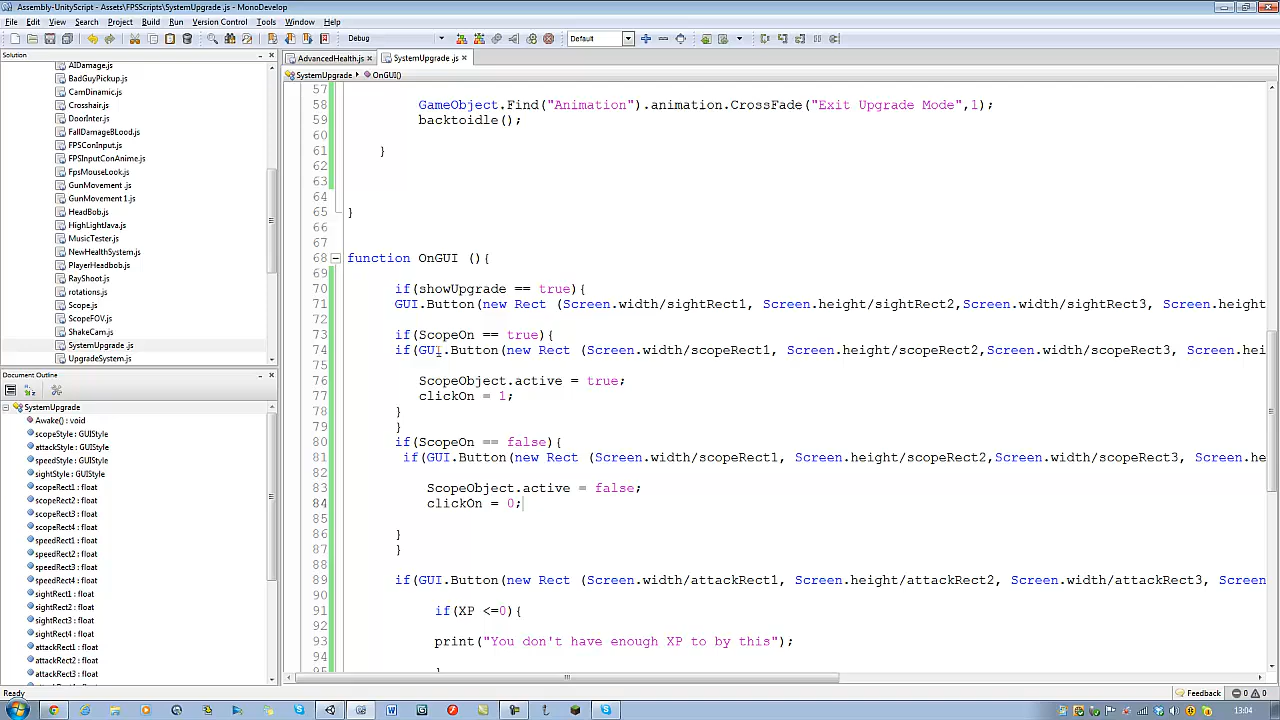 Assembly-UnityScript - Assets\FPSScripts\SystemUpgrade .js - MonoDevelop
File Edit View Search Project Build Run Version Control Tools Window Help
Debug Default
Solution
AdvancedHealth.js SystemUpgrade .js
SystemUpgrade OnGUI()
AIDamage.js
BadGuyPickup.js
CamDinamic.js
Crosshair.js
DoorInter.js
FallDamageBLood.js
FPSConInput.js
FPSInputConAnime.js
FpsMouseLook.js
GunMovement .js
GunMovement 1.js
HeadBob.js
HighLightJava.js
MusicTester.js
NewHealthSystem.js
PlayerHeadbob.js
RayShoot.js
rotations.js
Scope.js
ScopeFOV.js
ShakeCam.js
SystemUpgrade .js
UpgradeSystem.js
Document Outline
SystemUpgrade
Awake() : void
scopeStyle : GUIStyle
attackStyle : GUIStyle
speedStyle : GUIStyle
sightStyle : GUIStyle
scopeRect1 : float
scopeRect2 : float
scopeRect3 : float
scopeRect4 : float
speedRect1 : float
speedRect2 : float
speedRect3 : float
speedRect4 : float
sightRect1 : float
sightRect2 : float
sightRect3 : float
sightRect4 : float
attackRect1 : float
attackRect2 : float
attackRect3 : float
57
58 GameObject.Find("Animation").animation.CrossFade("Exit Upgrade Mode",1);
59 backtoidle();
60
61 }
62
63
64
65 }
66
67
68 function OnGUI (){
69
70 if(showUpgrade == true){
71 GUI.Button(new Rect (Screen.width/sightRect1, Screen.height/sightRect2,Screen.width/sightRect3, Screen.height
72
73 if(ScopeOn == true){
74 if(GUI.Button(new Rect (Screen.width/scopeRect1, Screen.height/scopeRect2,Screen.width/scopeRect3, Screen.hei
75
76 ScopeObject.active = true;
77 clickOn = 1;
78 }
79 }
80 if(ScopeOn == false){
81 if(GUI.Button(new Rect (Screen.width/scopeRect1, Screen.height/scopeRect2,Screen.width/scopeRect3, Screen.he
82
83 ScopeObject.active = false;
84 clickOn = 0;
85
86 }
87 }
88
89 if(GUI.Button(new Rect (Screen.width/attackRect1, Screen.height/attackRect2, Screen.width/attackRect3, Screen
90
91 if(XP <=0){
92
93 print("You don't have enough XP to by this");
94
Ready Feedback 0 0
13:04